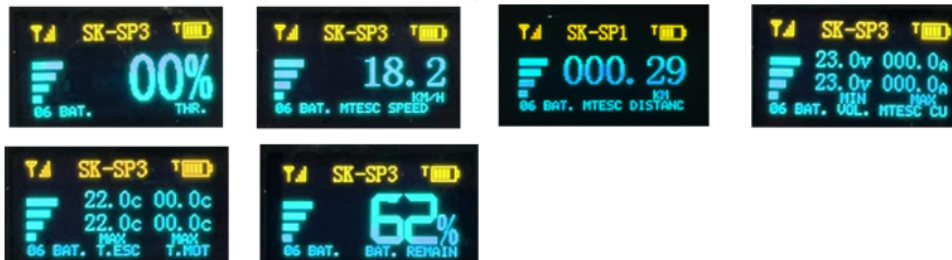 SK-SP3 T
00%
06 BAT. THR.
SK-SP3 T
18.2
KM/H
06 BAT. MTESC SPEED
SK-SP1 T
000.29
KM
06 BAT. MTESC DISTANC
SK-SP3 T
23.0v 000.0A
23.0v 000.0A
MIN MAX
06 BAT. VOL. MTESC CU
SK-SP3 T
22.0c 00.0c
22.0c 00.0c
MAX MAX
06 BAT. T.ESC T.MOT
SK-SP3 T
62%
06 BAT. BAT. REMAIN